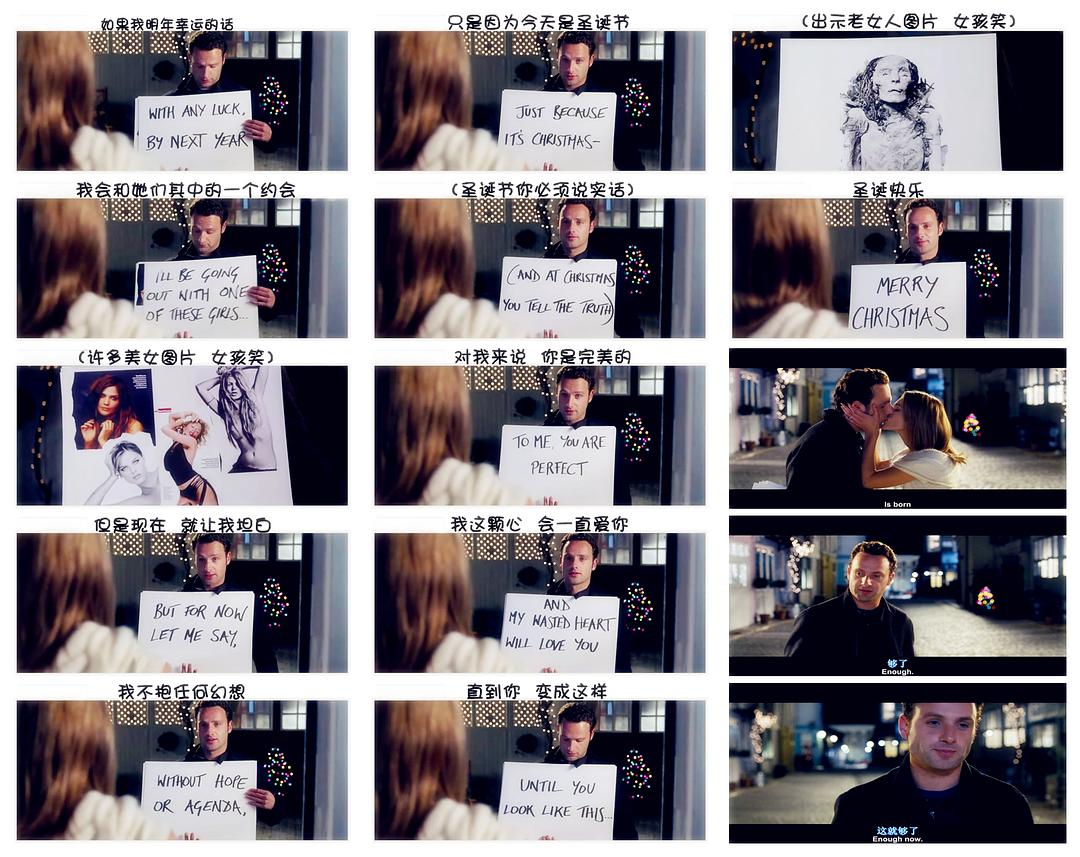 如果我明年幸运的话
WITH ANY LUCK,
BY NEXT YEAR
我会和她们其中的一个约会
I'LL BE GOING
OUT WITH ONE
OF THESE GIRLS...
(许多美女图片 女孩笑)
但是现在 就让我坦白
BUT FOR NOW
LET ME SAY,
我不抱任何幻想
WITHOUT HOPE
OR AGENDA,
只是因为今天是圣诞节
JUST BECAUSE
IT'S CHRISTMAS-
(圣诞节你必须说笑话)
(AND AT CHRISTMAS
YOU TELL THE TRUTH)
对我来说 你是完美的
TO ME, YOU ARE
PERFECT
我这颗心 会一直爱你
AND
MY WASTED HEART
WILL LOVE YOU
直到你 变成这样
UNTIL YOU
LOOK LIKE THIS...
(出示老女人图片 女孩笑)
圣诞快乐
MERRY
CHRISTMAS
Is born
够了
Enough.
这就够了
Enough now.